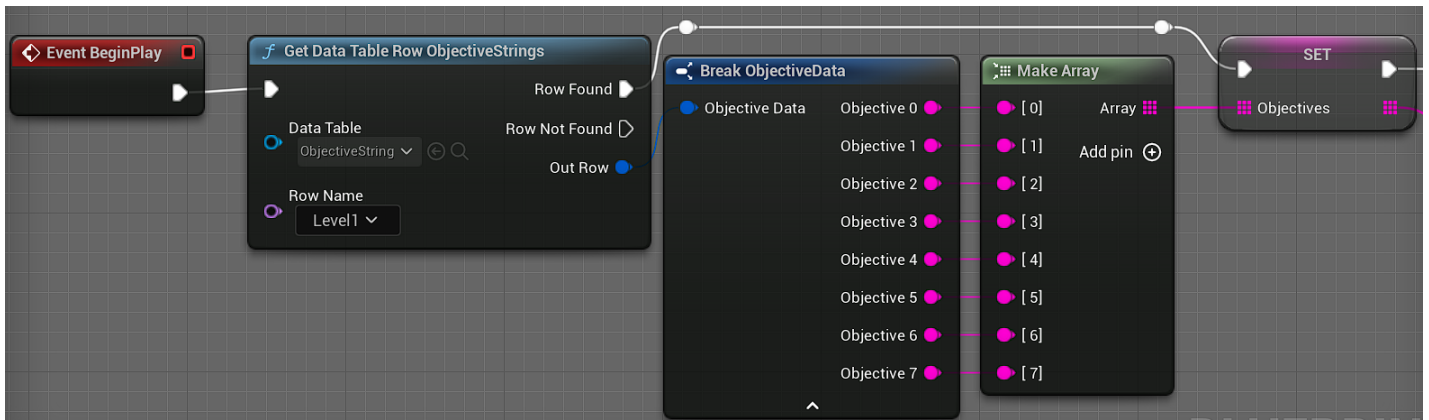 Event BeginPlay
Get Data Table Row ObjectiveStrings
Row Found
Data Table
ObjectiveString
Row Not Found
Out Row
Row Name
Level1
Break ObjectiveData
Objective Data
Objective 0
Objective 1
Objective 2
Objective 3
Objective 4
Objective 5
Objective 6
Objective 7
Make Array
[0]
[1]
[2]
[3]
[4]
[5]
[6]
[7]
Array
Add pin
SET
Objectives